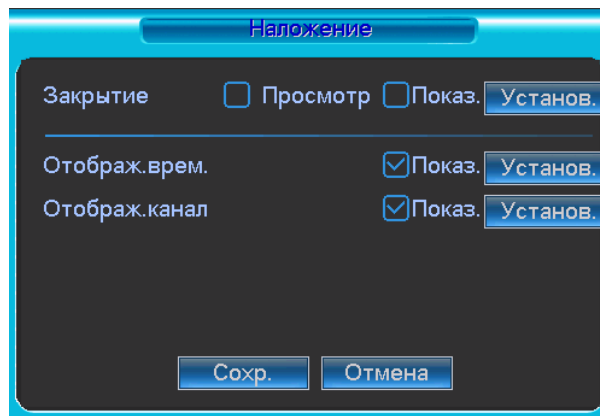 Наложение
Закрытие Просмотр Показ. Установ.
Отображ.врем. Показ. Установ.
Отображ.канал Показ. Установ.
Сохр. Отмена